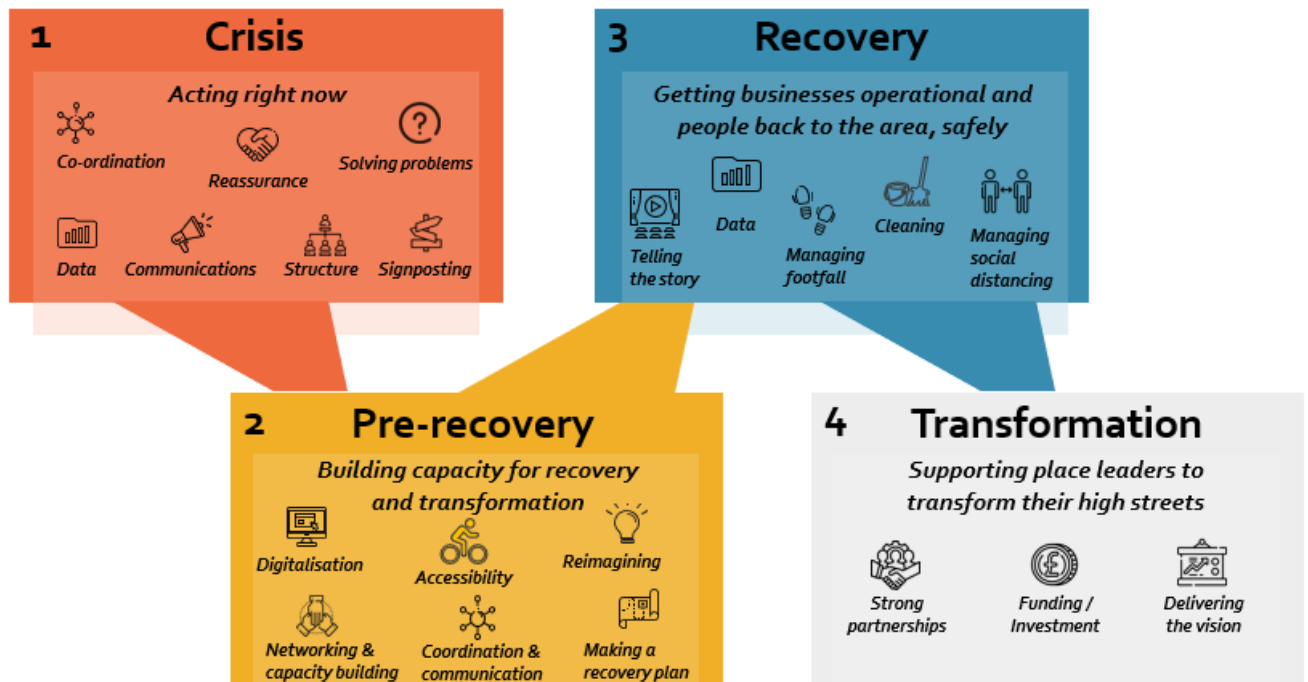 1 Crisis
Acting right now
Co-ordination
Reassurance
Solving problems
Data
Communications
Structure
Signposting
2 Pre-recovery
Building capacity for recovery
and transformation
Digitalisation
Accessibility
Reimagining
Networking &
capacity building
Coordination &
communication
Making a
recovery plan
3 Recovery
Getting businesses operational and
people back to the area, safely
Telling
the story
Data
Managing
footfall
Cleaning
Managing
social
distancing
4 Transformation
Supporting place leaders to
transform their high streets
Strong
partnerships
Funding /
Investment
Delivering
the vision